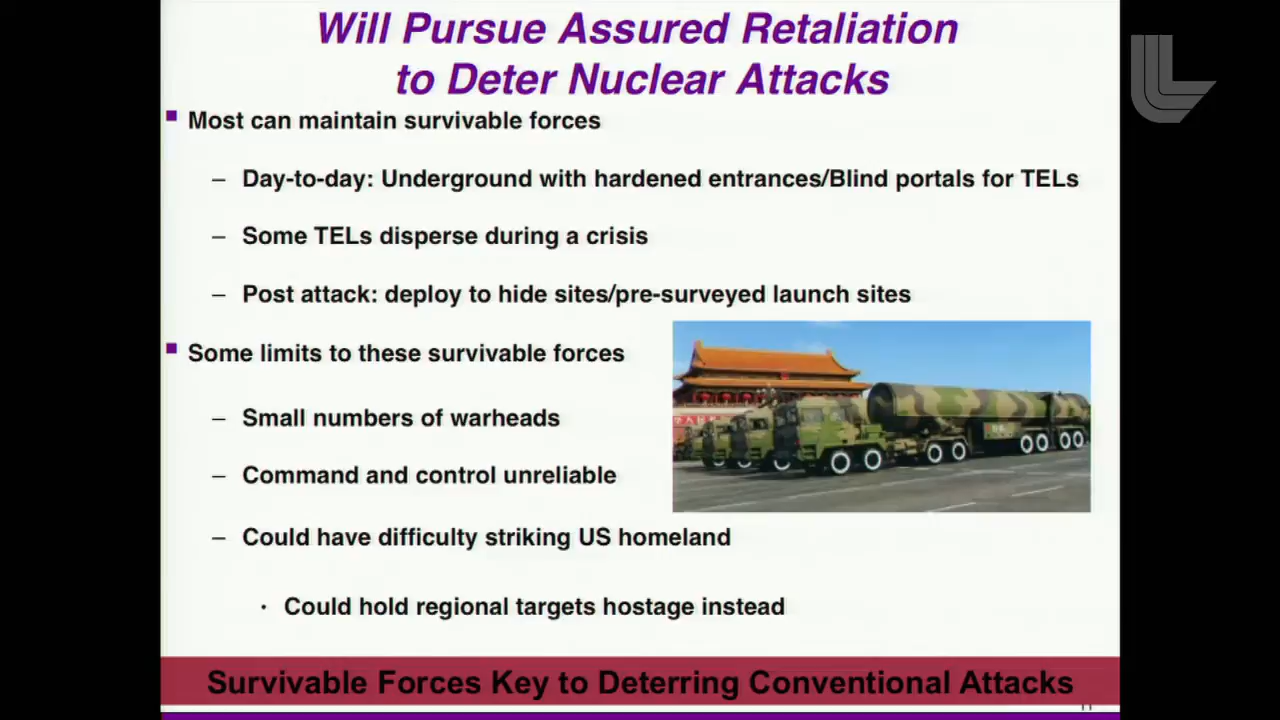 Will Pursue Assured Retaliation
to Deter Nuclear Attacks
▪ Most can maintain survivable forces
– Day-to-day: Underground with hardened entrances/Blind portals for TELs
– Some TELs disperse during a crisis
– Post attack: deploy to hide sites/pre-surveyed launch sites
▪ Some limits to these survivable forces
– Small numbers of warheads
– Command and control unreliable
– Could have difficulty striking US homeland
· Could hold regional targets hostage instead
Survivable Forces Key to Deterring Conventional Attacks